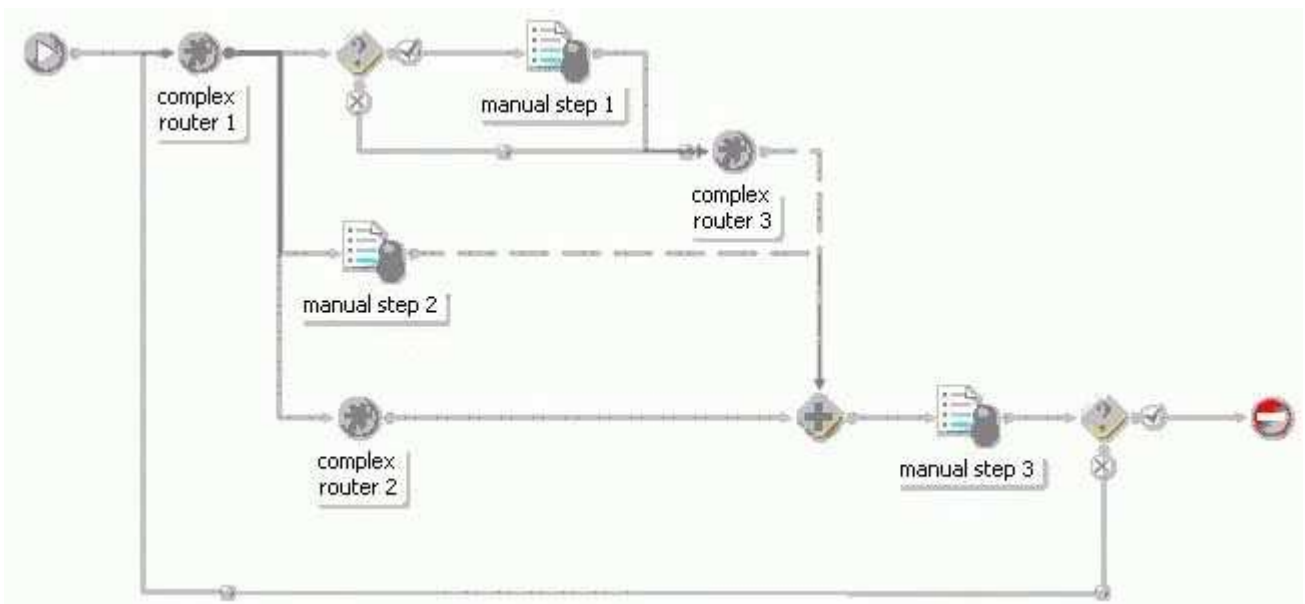 complex
router 1
manual step 1
complex
router 3
manual step 2
complex
router 2
manual step 3